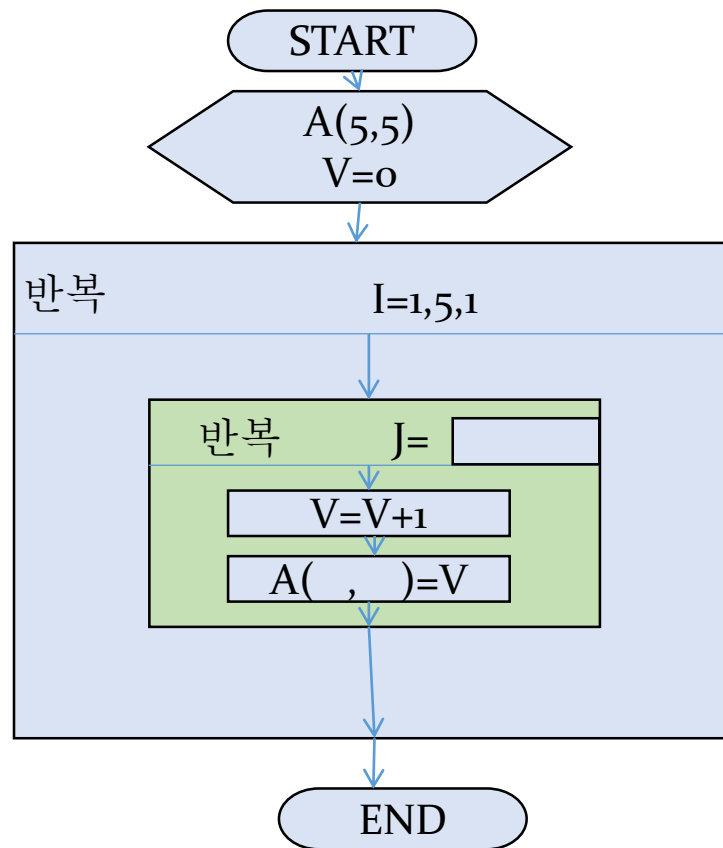 START
A(5,5)
V=0
반복 I=1,5,1
반복 J=
V=V+1
A( , )=V
END